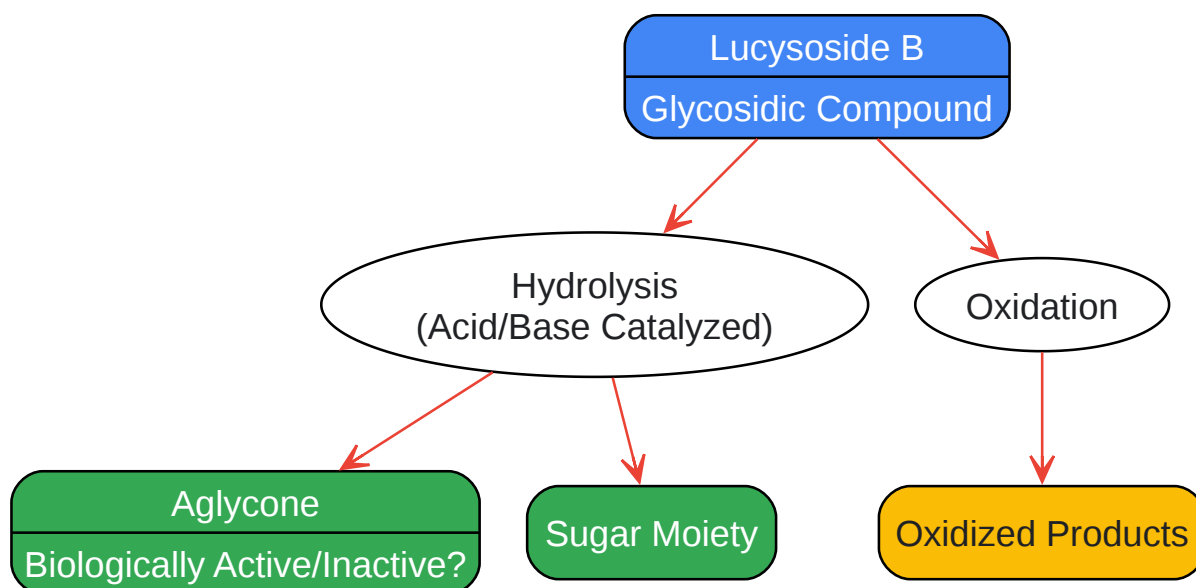 Lucysoside B
Glycosidic Compound
Hydrolysis
(Acid/Base Catalyzed)
Oxidation
Aglycone
Biologically Active/Inactive?
Sugar Moiety
Oxidized Products